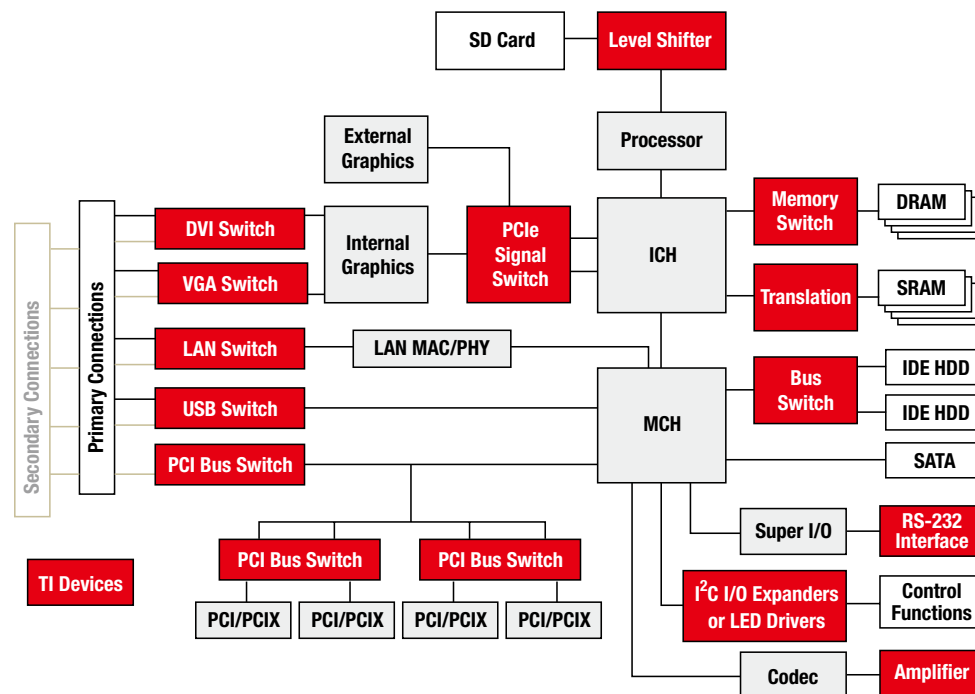 SD Card
Level Shifter
External
Graphics
Processor
DVI Switch
VGA Switch
Internal
Graphics
PCIe
Signal
Switch
ICH
Memory
Switch
DRAM
Translation
SRAM
Secondary Connections
Primary Connections
LAN Switch
LAN MAC/PHY
USB Switch
MCH
Bus
Switch
IDE HDD
IDE HDD
PCI Bus Switch
SATA
Super I/O
RS-232
Interface
TI Devices
PCI Bus Switch
PCI Bus Switch
PCI/PCIX
PCI/PCIX
PCI/PCIX
PCI/PCIX
I²C I/O Expanders
or LED Drivers
Control
Functions
Codec
Amplifier